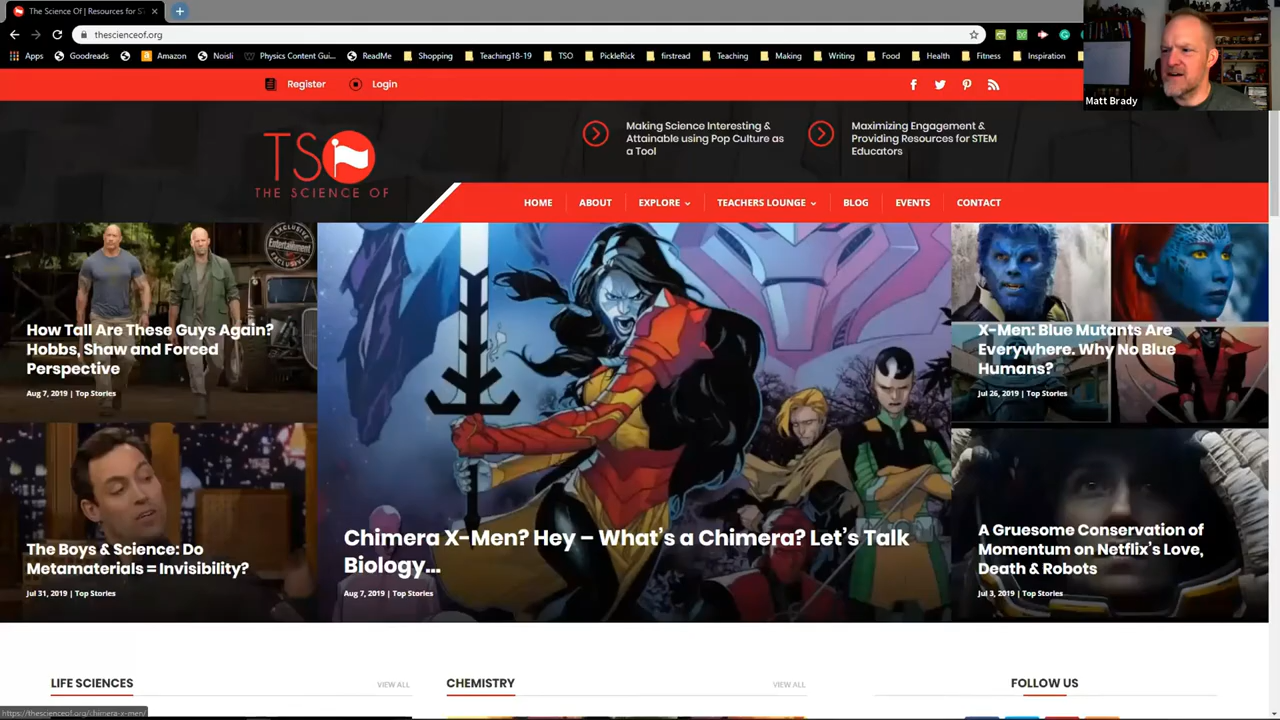 The Science Of | Resources for S
thescienceof.org
Apps
Goodreads
Amazon
Noisli
Physics Content Gui...
ReadMe
Shopping
Teaching18-19
TSO
PickleRick
firstread
Teaching
Making
Writing
Food
Health
Fitness
Inspiration
Matt Brady
Register
Login
TS
THE SCIENCE OF
Making Science Interesting &
Attainable using Pop Culture as
a Tool
Maximizing Engagement &
Providing Resources for STEM
Educators
HOME
ABOUT
EXPLORE
TEACHERS LOUNGE
BLOG
EVENTS
CONTACT
EXCLUSIVE
Entertainment
EXCLUSIVE
How Tall Are These Guys Again?
Hobbs, Shaw and Forced
Perspective
Aug 7, 2019 | Top Stories
The Boys & Science: Do
Metamaterials = Invisibility?
Jul 31, 2019 | Top Stories
Chimera X-Men? Hey – What's a Chimera? Let's Talk
Biology...
Aug 7, 2019 | Top Stories
X-Men: Blue Mutants Are
Everywhere. Why No Blue
Humans?
Jul 26, 2019 | Top Stories
A Gruesome Conservation of
Momentum on Netflix's Love,
Death & Robots
Jul 3, 2019 | Top Stories
LIFE SCIENCES
VIEW ALL
CHEMISTRY
VIEW ALL
FOLLOW US
https://thescienceof.org/chimera-x-men/